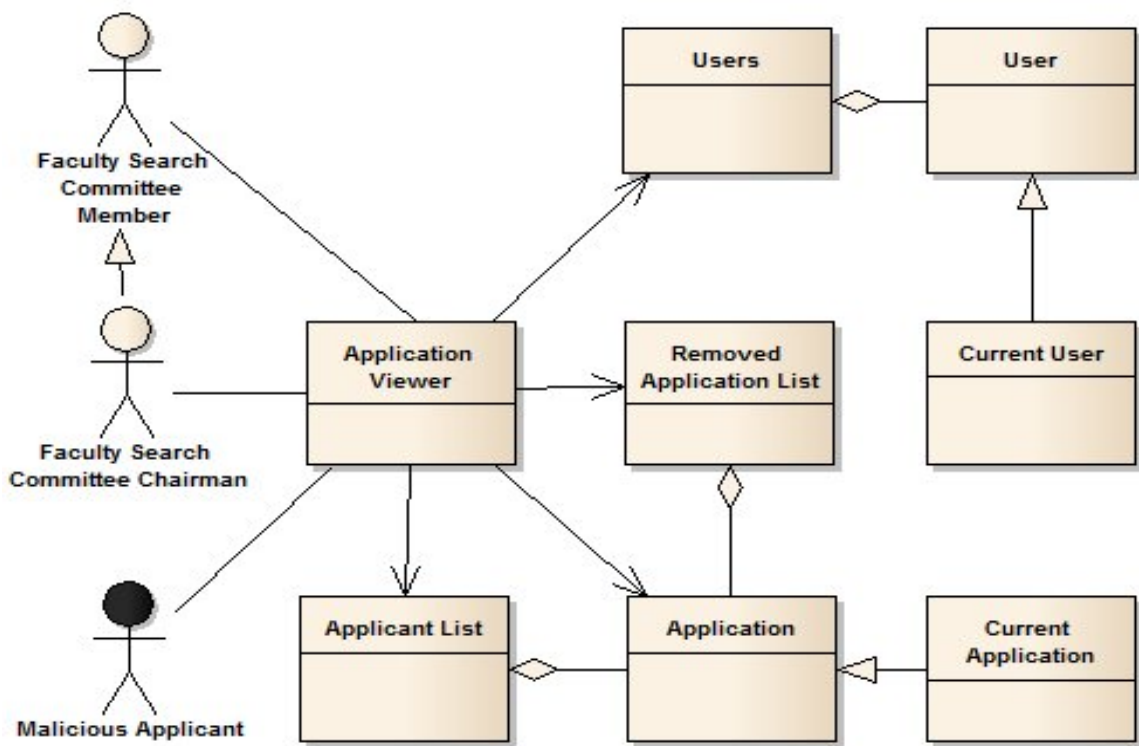 Faculty Search
Committee
Member
Users
User
Faculty Search
Committee Chairman
Application
Viewer
Removed
Application List
Current User
Malicious Applicant
Applicant List
Application
Current
Application